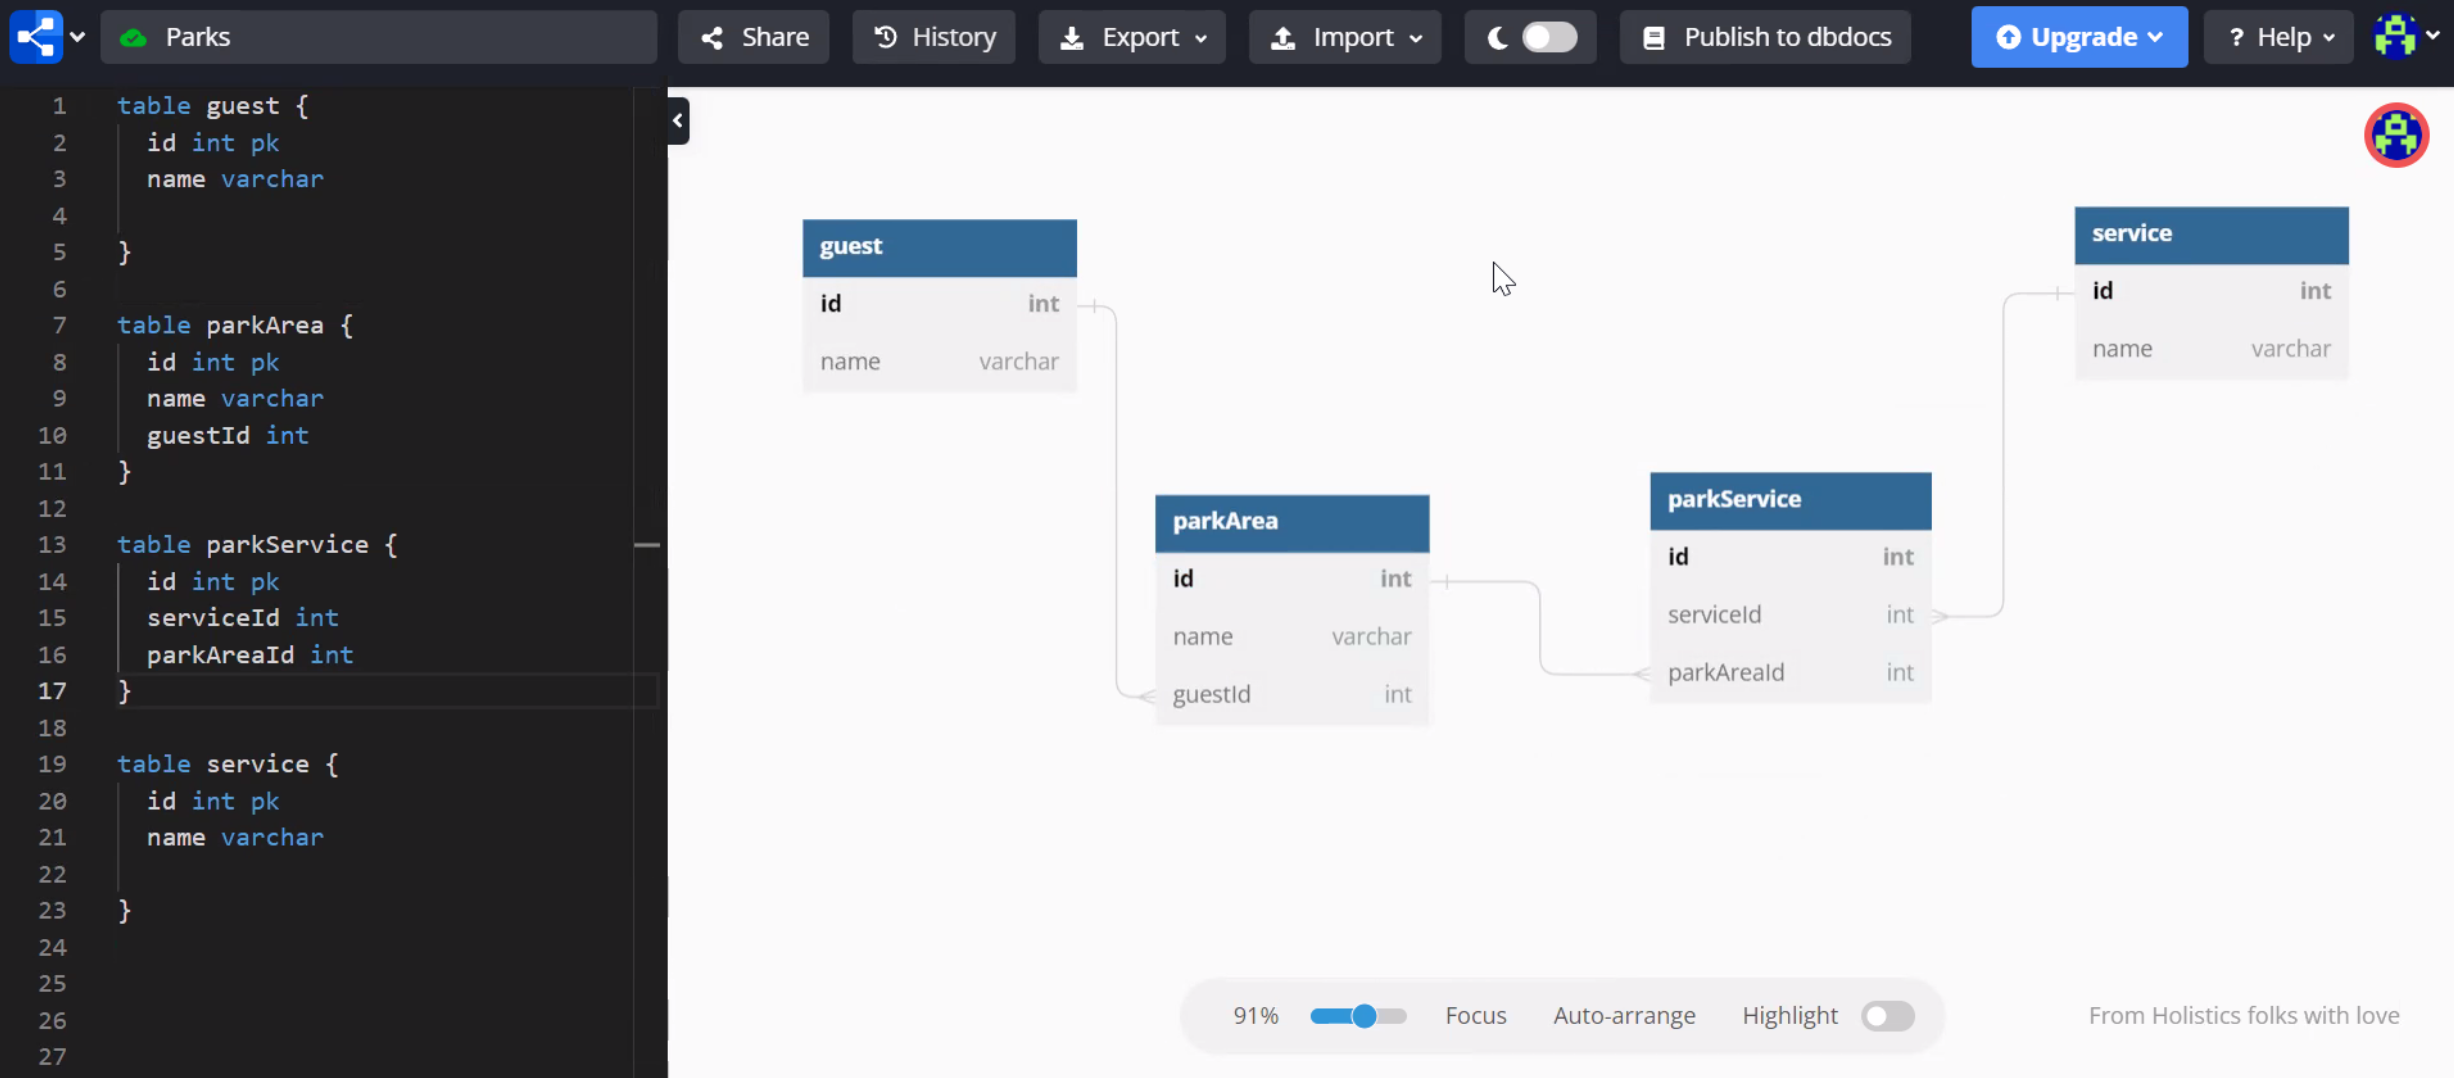 Parks
Share
History
Export
Import
Publish to dbdocs
Upgrade
? Help
1 table guest {
2 id int pk
3 name varchar
4
5 }
6
7 table parkArea {
8 id int pk
9 name varchar
10 guestId int
11 }
12
13 table parkService {
14 id int pk
15 serviceId int
16 parkAreaId int
17 }
18
19 table service {
20 id int pk
21 name varchar
22
23 }
24
25
26
27
guest
id int
name varchar
service
id int
name varchar
parkArea
id int
name varchar
guestId int
parkService
id int
serviceId int
parkAreaId int
91%
Focus
Auto-arrange
Highlight
From Holistics folks with love